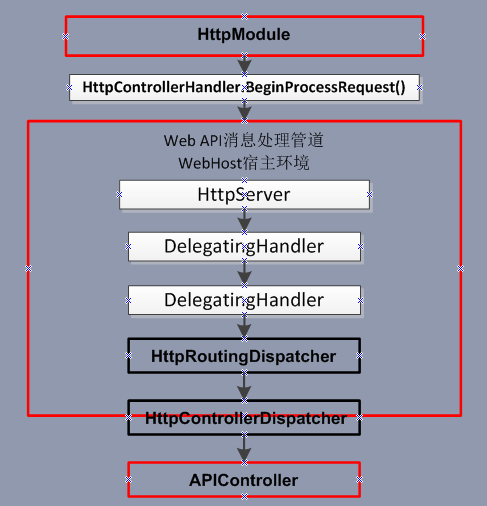 HttpModule
HttpControllerHandler.BeginProcessRequest()
Web API消息处理管道
WebHost宿主环境
HttpServer
DelegatingHandler
DelegatingHandler
HttpRoutingDispatcher
HttpControllerDispatcher
APIController